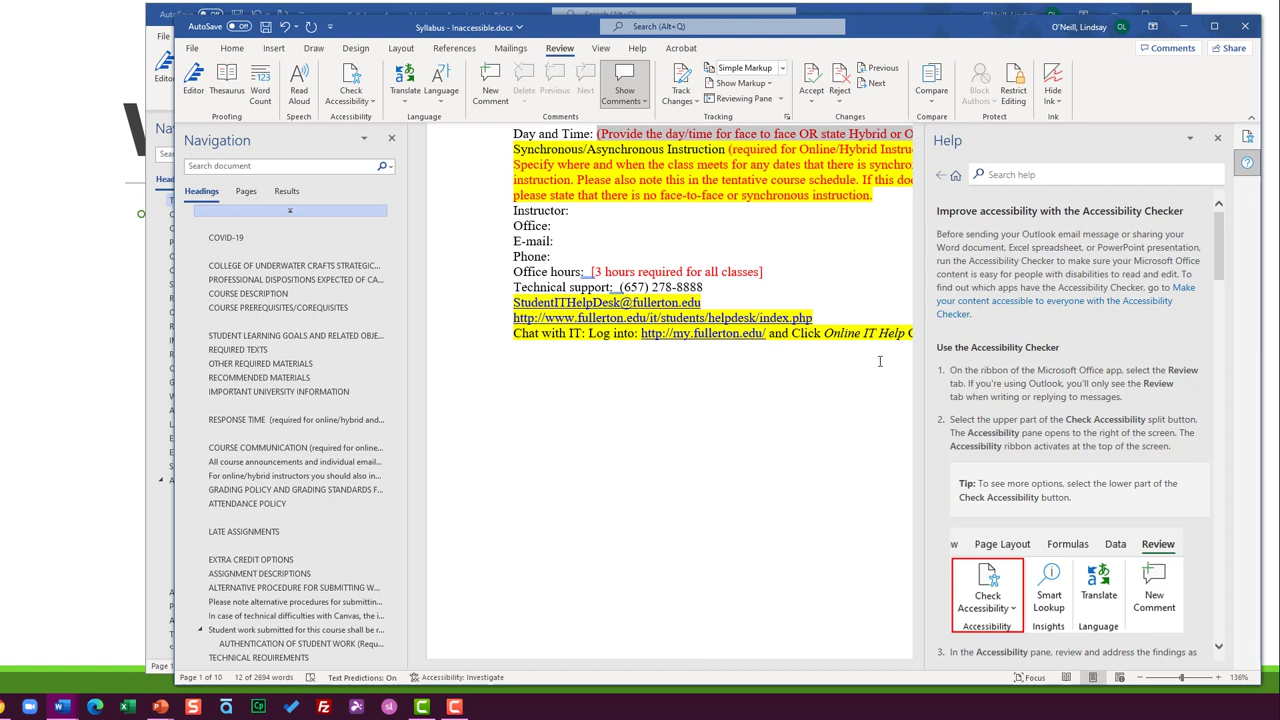 AutoSave Off
Syllabus - Inaccessible.docx
Search (Alt+Q)
O'Neill, Lindsay OL
File Home Insert Draw Design Layout References Mailings Review View Help Acrobat
Comments Share
Editor
Thesaurus
Word Count
Read Aloud
Check Accessibility
Translate
Language
New Comment
Delete
Previous
Next
Show Comments
Track Changes
Simple Markup
Show Markup
Reviewing Pane
Accept
Reject
Previous
Next
Compare
Block Authors
Restrict Editing
Hide Ink
Proofing Speech Accessibility Language Comments Tracking Changes Compare Protect Ink
Navigation
Search document
Headings Pages Results
COVID-19
COLLEGE OF UNDERWATER CRAFTS STRATEGIC...
PROFESSIONAL DISPOSITIONS EXPECTED OF CA...
COURSE DESCRIPTION
COURSE PREREQUISITES/COREQUISITES
STUDENT LEARNING GOALS AND RELATED OBJE...
REQUIRED TEXTS
OTHER REQUIRED MATERIALS
RECOMMENDED MATERIALS
IMPORTANT UNIVERSITY INFORMATION
RESPONSE TIME (required for online/hybrid and...
COURSE COMMUNICATION (required for online...
All course announcements and individual email...
For online/hybrid instructors you should also in...
GRADING POLICY AND GRADING STANDARDS F...
ATTENDANCE POLICY
LATE ASSIGNMENTS
EXTRA CREDIT OPTIONS
ASSIGNMENT DESCRIPTIONS
ALTERNATIVE PROCEDURE FOR SUBMITTING W...
Please note alternative procedures for submittin...
In case of technical difficulties with Canvas, the i...
Student work submitted for this course shall be r...
AUTHENTICATION OF STUDENT WORK (Requ...
TECHNICAL REQUIREMENTS
Day and Time: (Provide the day/time for face to face OR state Hybrid or O
Synchronous/Asynchronous Instruction (required for Online/Hybrid Instruc
Specify where and when the class meets for any dates that there is synchro
instruction. Please also note this in the tentative course schedule. If this doe
please state that there is no face-to-face or synchronous instruction.
Instructor:
Office:
E-mail:
Phone:
Office hours: [3 hours required for all classes]
Technical support: (657) 278-8888
StudentITHelpDesk@fullerton.edu
http://www.fullerton.edu/it/students/helpdesk/index.php
Chat with IT: Log into: http://my.fullerton.edu/ and Click Online IT Help C
Help
Search help
Improve accessibility with the Accessibility Checker
Before sending your Outlook email message or sharing your
Word document, Excel spreadsheet, or PowerPoint presentation,
run the Accessibility Checker to make sure your Microsoft Office
content is easy for people with disabilities to read and edit. To
find out which apps have the Accessibility Checker, go to Make
your content accessible to everyone with the Accessibility
Checker.
Use the Accessibility Checker
1. On the ribbon of the Microsoft Office app, select the Review
tab. If you're using Outlook, you'll only see the Review
tab when writing or replying to messages.
2. Select the upper part of the Check Accessibility split button.
The Accessibility pane opens to the right of the screen. The
Accessibility ribbon activates at the top of the screen.
Tip: To see more options, select the lower part of the
Check Accessibility button.
w Page Layout Formulas Data Review
Check Accessibility
Smart Lookup
Translate
New Comment
Accessibility Insights Language
3. In the Accessibility pane, review and address the findings as
Page 1 of 10 12 of 2694 words Text Predictions: On Accessibility: Investigate
Focus
136%